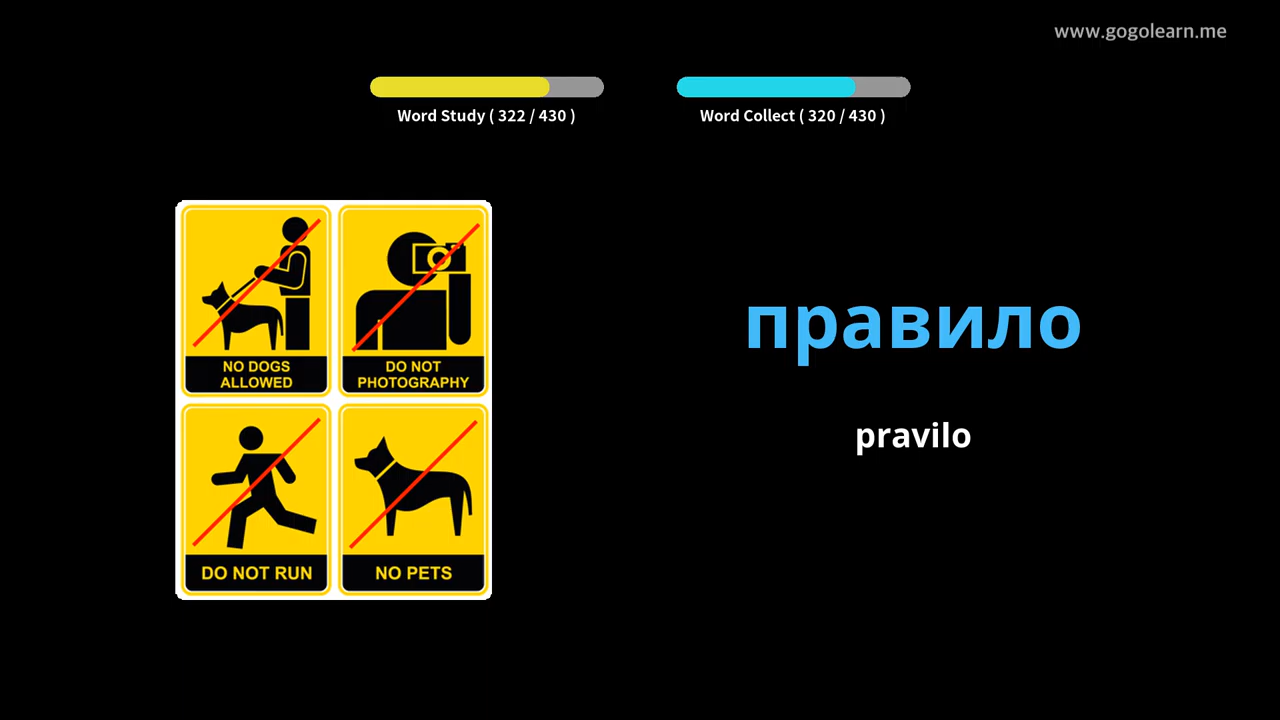 www.gogolearn.me
Word Study ( 322 / 430 )
Word Collect ( 320 / 430 )
NO DOGS
ALLOWED
DO NOT
PHOTOGRAPHY
DO NOT RUN
NO PETS
правило
pravilo